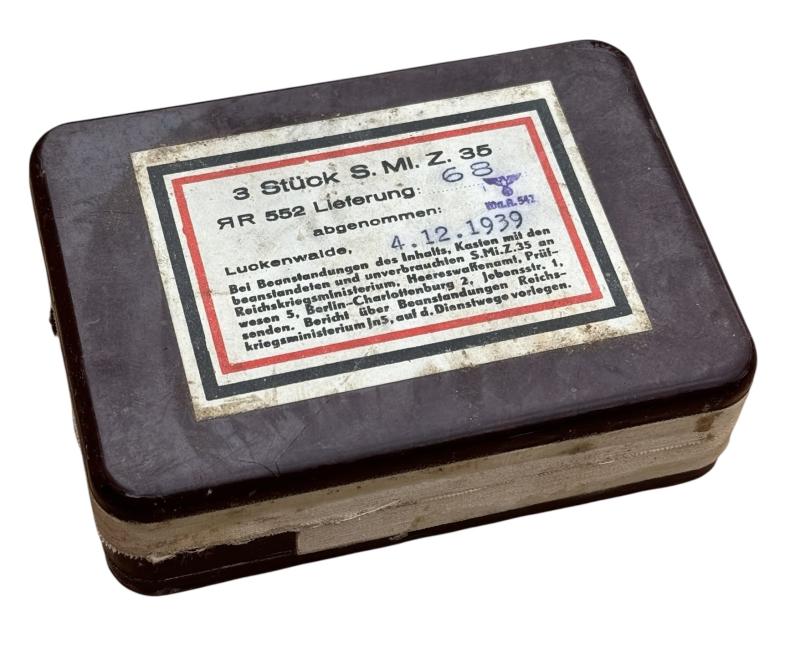 3 Stück S. Mi. Z. 35
ЯR 552 Lieferung: 68
abgenommen: Wa.A. 542
Luckenwalde, 4.12.1939
Bei Beanstandungen des Inhalts, Kasten mit den
beanstandeten und unverbrauchten S.Mi.Z.35 an
Reichskriegsministerium, Heereswaffenamt, Prüf-
wesen 5, Berlin-Charlottenburg 2, Jebensstr. 1.
senden. Bericht über Beanstandungen Reichs-
kriegsministerium Jn5, auf d. Dienstwege vorlegen.